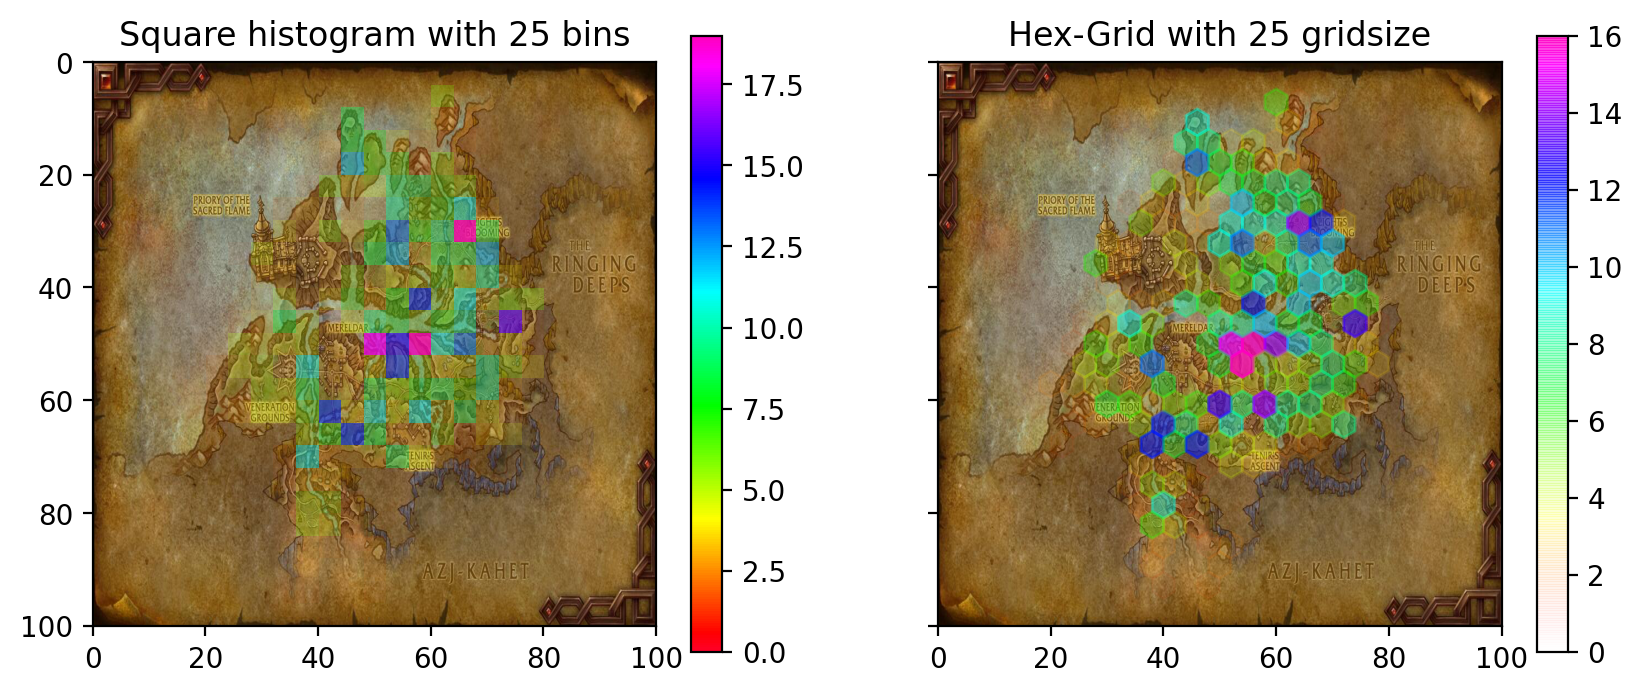 Square histogram with 25 bins
0
20
40
60
80
100
0
20
40
60
80
100
PRIORY OF THE
SACRED FLAME
THE
RINGING
DEEPS
MERELDAR
VENERATION
GROUNDS
TENIR'S
ASCENT
AZJ-KAHET
17.5
15.0
12.5
10.0
7.5
5.0
2.5
0.0
Hex-Grid with 25 gridsize
0
20
40
60
80
100
PRIORY OF THE
SACRED FLAME
THE
RINGING
DEEPS
MERELDAR
VENERATION
GROUNDS
TENIR'S
ASCENT
AZJ-KAHET
16
14
12
10
8
6
4
2
0